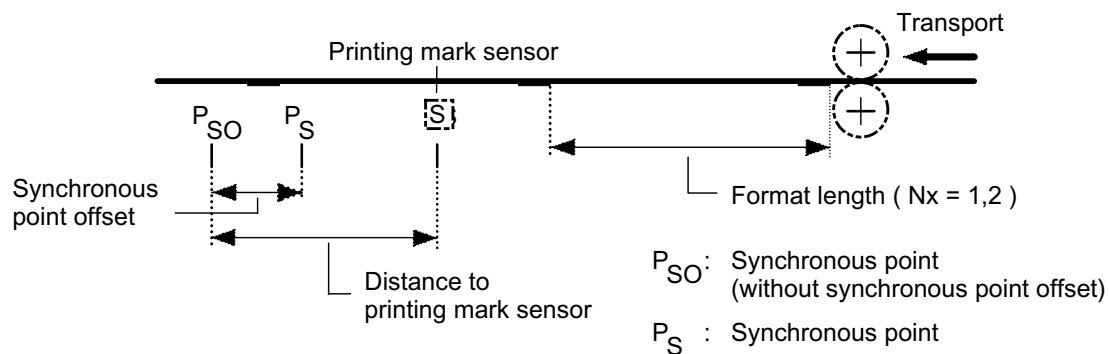 Transport
Printing mark sensor
S
PSO
PS
Synchronous
point offset
Format length ( Nx = 1,2 )
Distance to
printing mark sensor
PSO : Synchronous point
(without synchronous point offset)
PS : Synchronous point